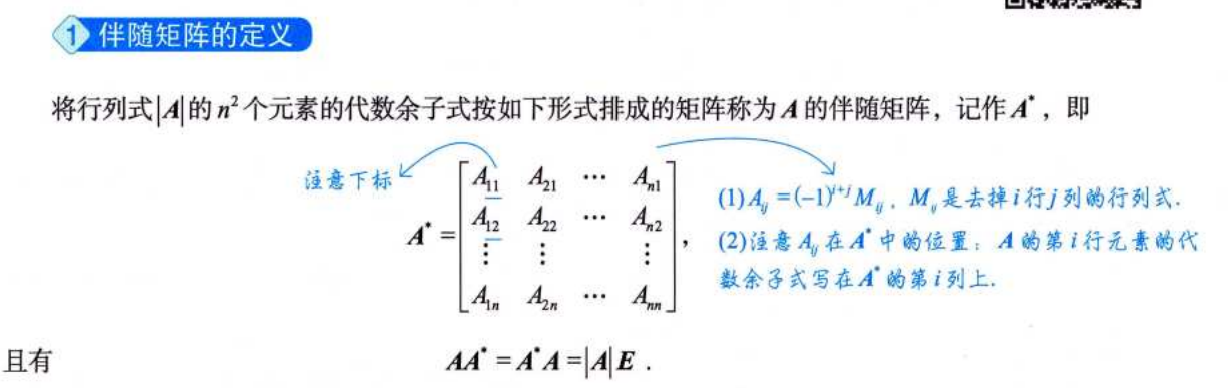 1 伴随矩阵的定义
将行列式|A|的n²个元素的代数余子式按如下形式排成的矩阵称为A的伴随矩阵，记作A*，即
注意下标
A* = [A₁₁ A₂₁ ⋯ Aₙ₁
A₁₂ A₂₂ ⋯ Aₙ₂
⋮ ⋮ ⋮
A₁ₙ A₂ₙ ⋯ Aₙₙ],
(1)Aᵢⱼ=(−1)ⁱ⁺ʲMᵢⱼ，Mᵢⱼ是去掉i行j列的行列式.
(2)注意Aᵢⱼ在A*中的位置：A的第i行元素的代
数余子式写在A*的第i列上.
且有 AA* = A*A = |A|E .